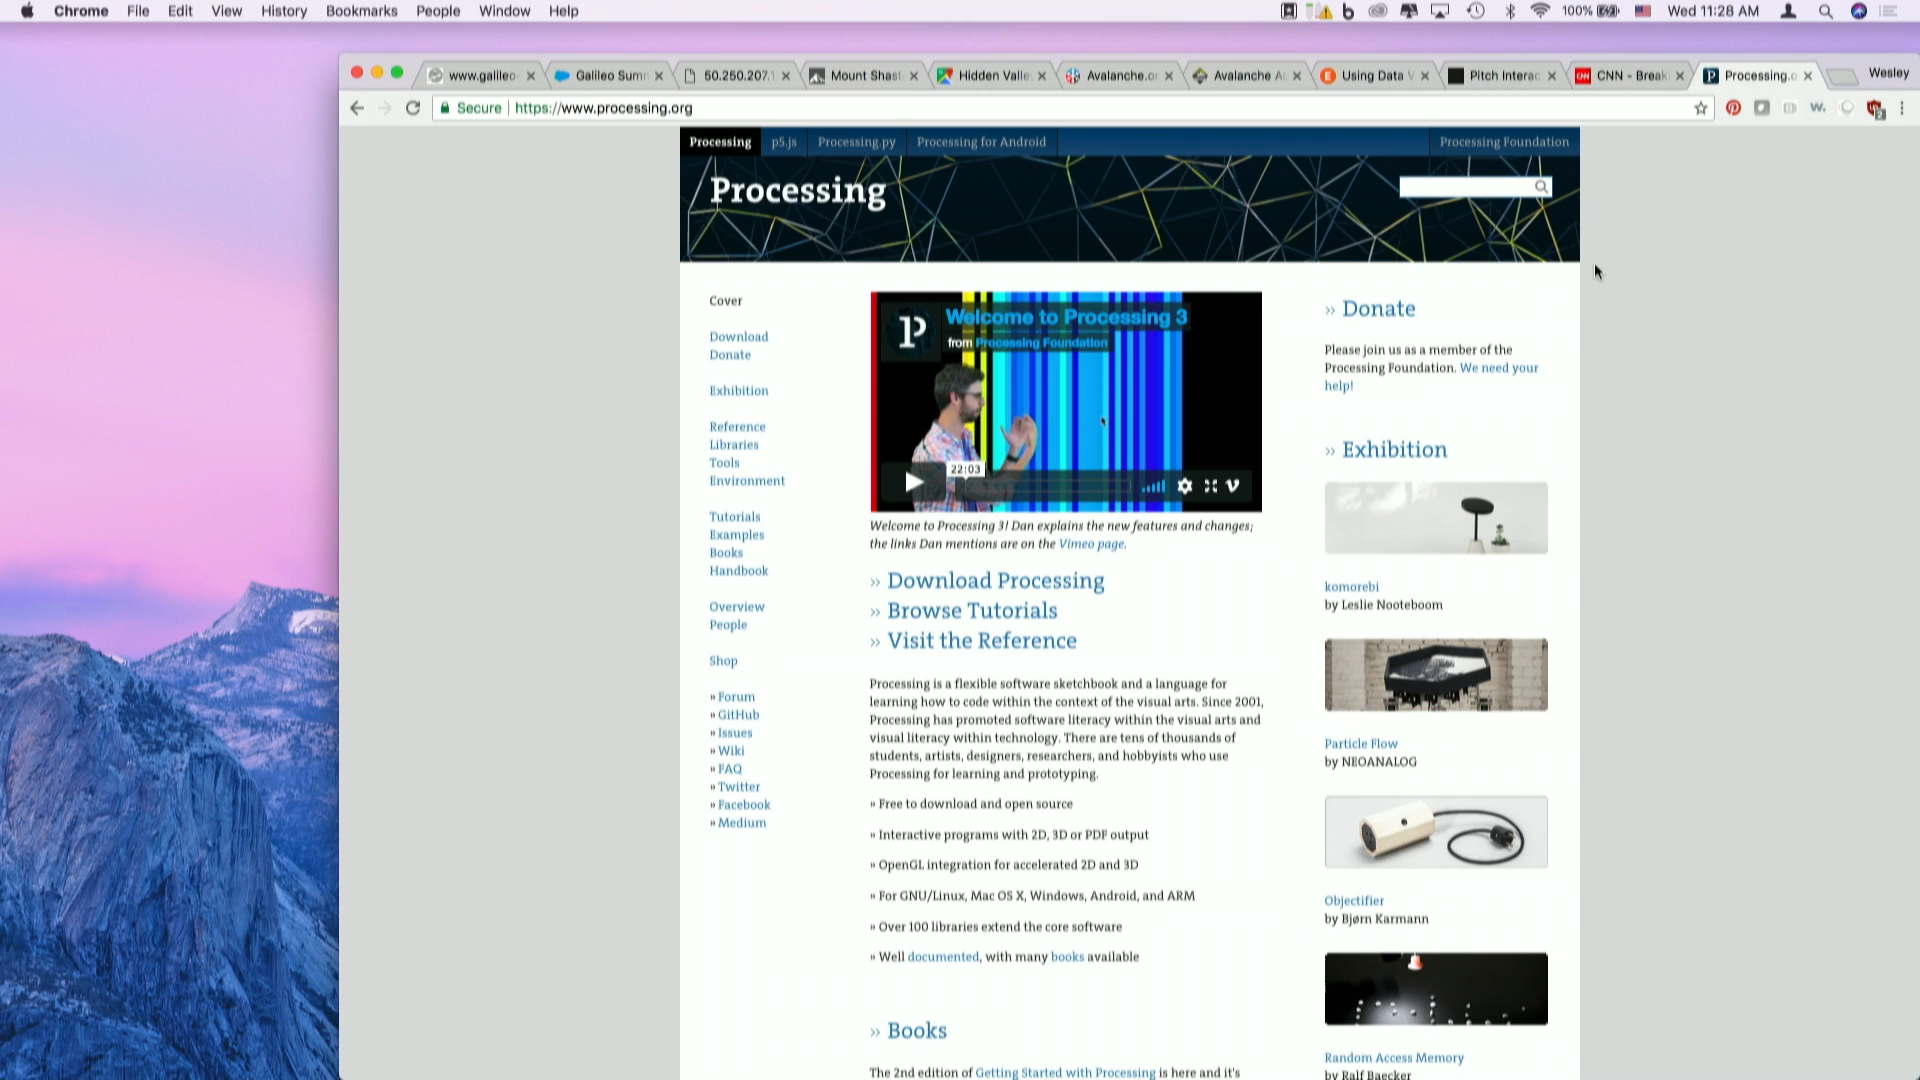 Chrome File Edit View History Bookmarks People Window Help
100% Wed 11:28 AM
www.galileo Galileo Sum 50.250.207.1 Mount Shast Hidden Valle Avalanche.or Avalanche Ac Using Data V Pitch Interac CNN - Break Processing.o Wesley
Secure https://www.processing.org
Processing p5.js Processing.py Processing for Android Processing Foundation
Processing
Cover
Download
Donate
Exhibition
Reference
Libraries
Tools
Environment
Tutorials
Examples
Books
Handbook
Overview
People
Shop
» Forum
» GitHub
» Issues
» Wiki
» FAQ
» Twitter
» Facebook
» Medium
Welcome to Processing 3
from Processing Foundation
22:03
Welcome to Processing 3! Dan explains the new features and changes;
the links Dan mentions are on the Vimeo page.
» Download Processing
» Browse Tutorials
» Visit the Reference
Processing is a flexible software sketchbook and a language for
learning how to code within the context of the visual arts. Since 2001,
Processing has promoted software literacy within the visual arts and
visual literacy within technology. There are tens of thousands of
students, artists, designers, researchers, and hobbyists who use
Processing for learning and prototyping.
» Free to download and open source
» Interactive programs with 2D, 3D or PDF output
» OpenGL integration for accelerated 2D and 3D
» For GNU/Linux, Mac OS X, Windows, Android, and ARM
» Over 100 libraries extend the core software
» Well documented, with many books available
» Books
The 2nd edition of Getting Started with Processing is here and it's
» Donate
Please join us as a member of the
Processing Foundation. We need your
help!
» Exhibition
komorebi
by Leslie Nooteboom
Particle Flow
by NEOANALOG
Objectifier
by Bjørn Karmann
Random Access Memory
by Ralf Baecker